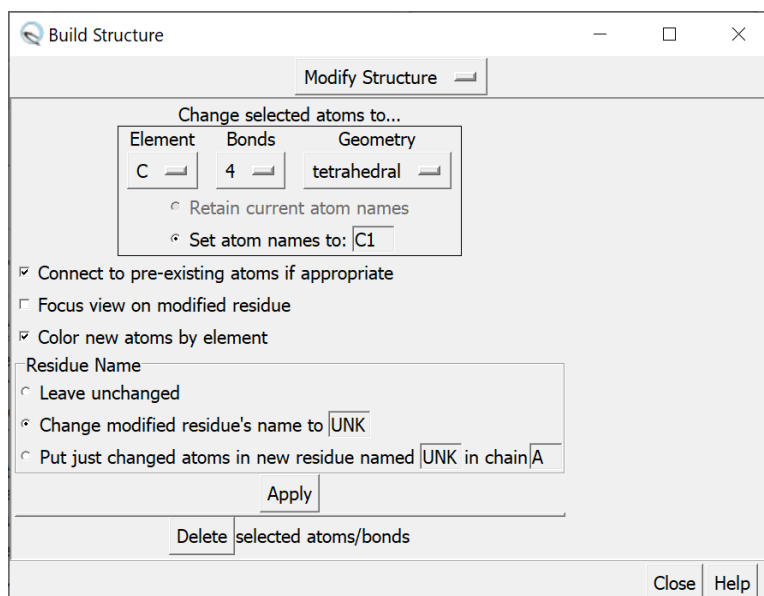 Build Structure
Modify Structure
Change selected atoms to...
Element Bonds Geometry
C 4 tetrahedral
Retain current atom names
Set atom names to: C1
Connect to pre-existing atoms if appropriate
Focus view on modified residue
Color new atoms by element
Residue Name
Leave unchanged
Change modified residue's name to UNK
Put just changed atoms in new residue named UNK in chain A
Apply
Delete selected atoms/bonds
Close Help